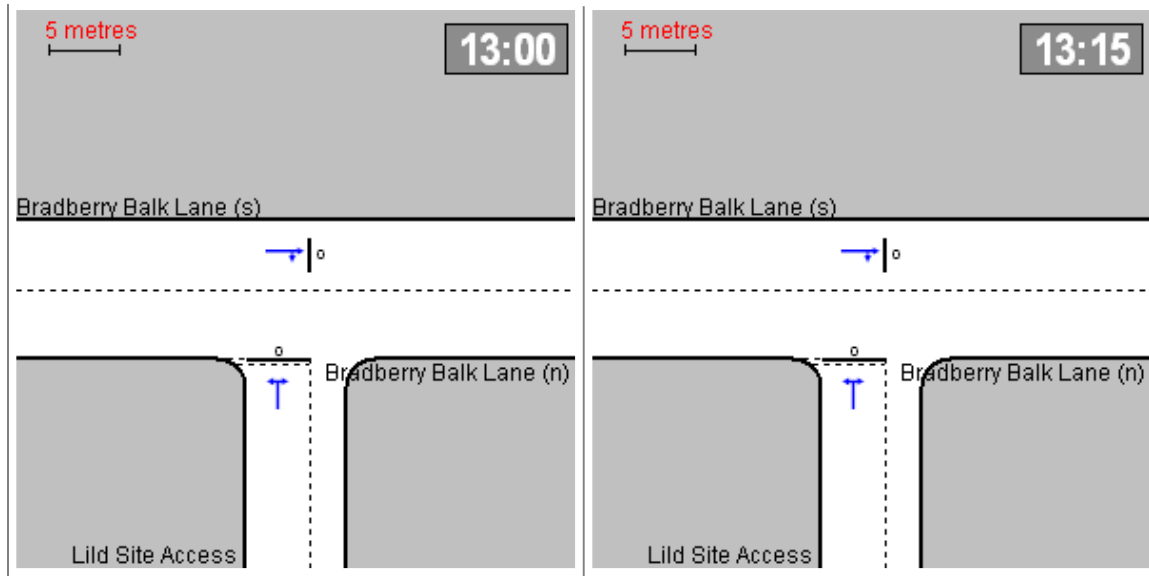 5 metres
13:00
Bradberry Balk Lane (s)
o
o
Bradberry Balk Lane (n)
Lild Site Access
5 metres
13:15
Bradberry Balk Lane (s)
o
o
Bradberry Balk Lane (n)
Lild Site Access